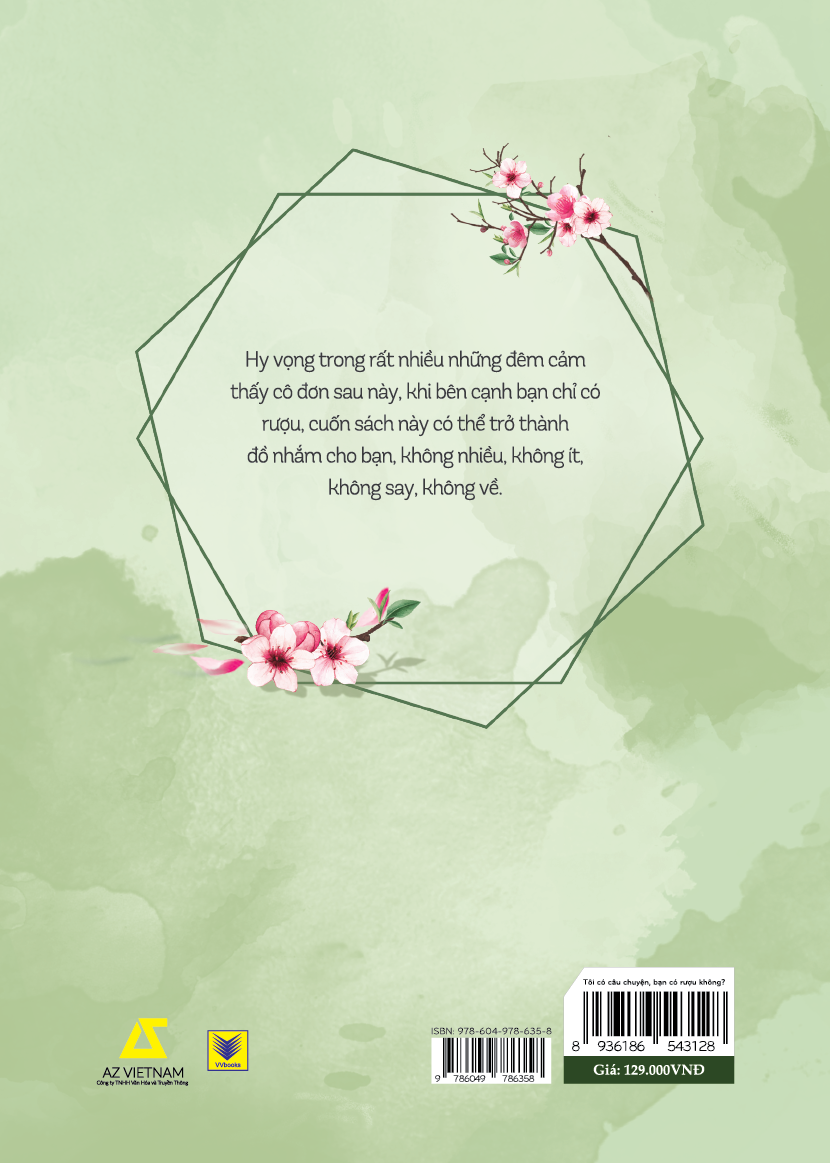 Hy vọng trong rất nhiều những đêm cảm
thấy cô đơn sau này, khi bên cạnh bạn chỉ có
rượu, cuốn sách này có thể trở thành
đồ nhắm cho bạn, không nhiều, không ít,
không say, không về.
Tôi có câu chuyện, bạn có rượu không?
8 936186 543128
Giá: 129.000VNĐ
ISBN: 978-604-978-635-8
9 786049 786358
VVbooks
AZ VIETNAM
Công ty TNHH Văn Hóa và Truyền Thông